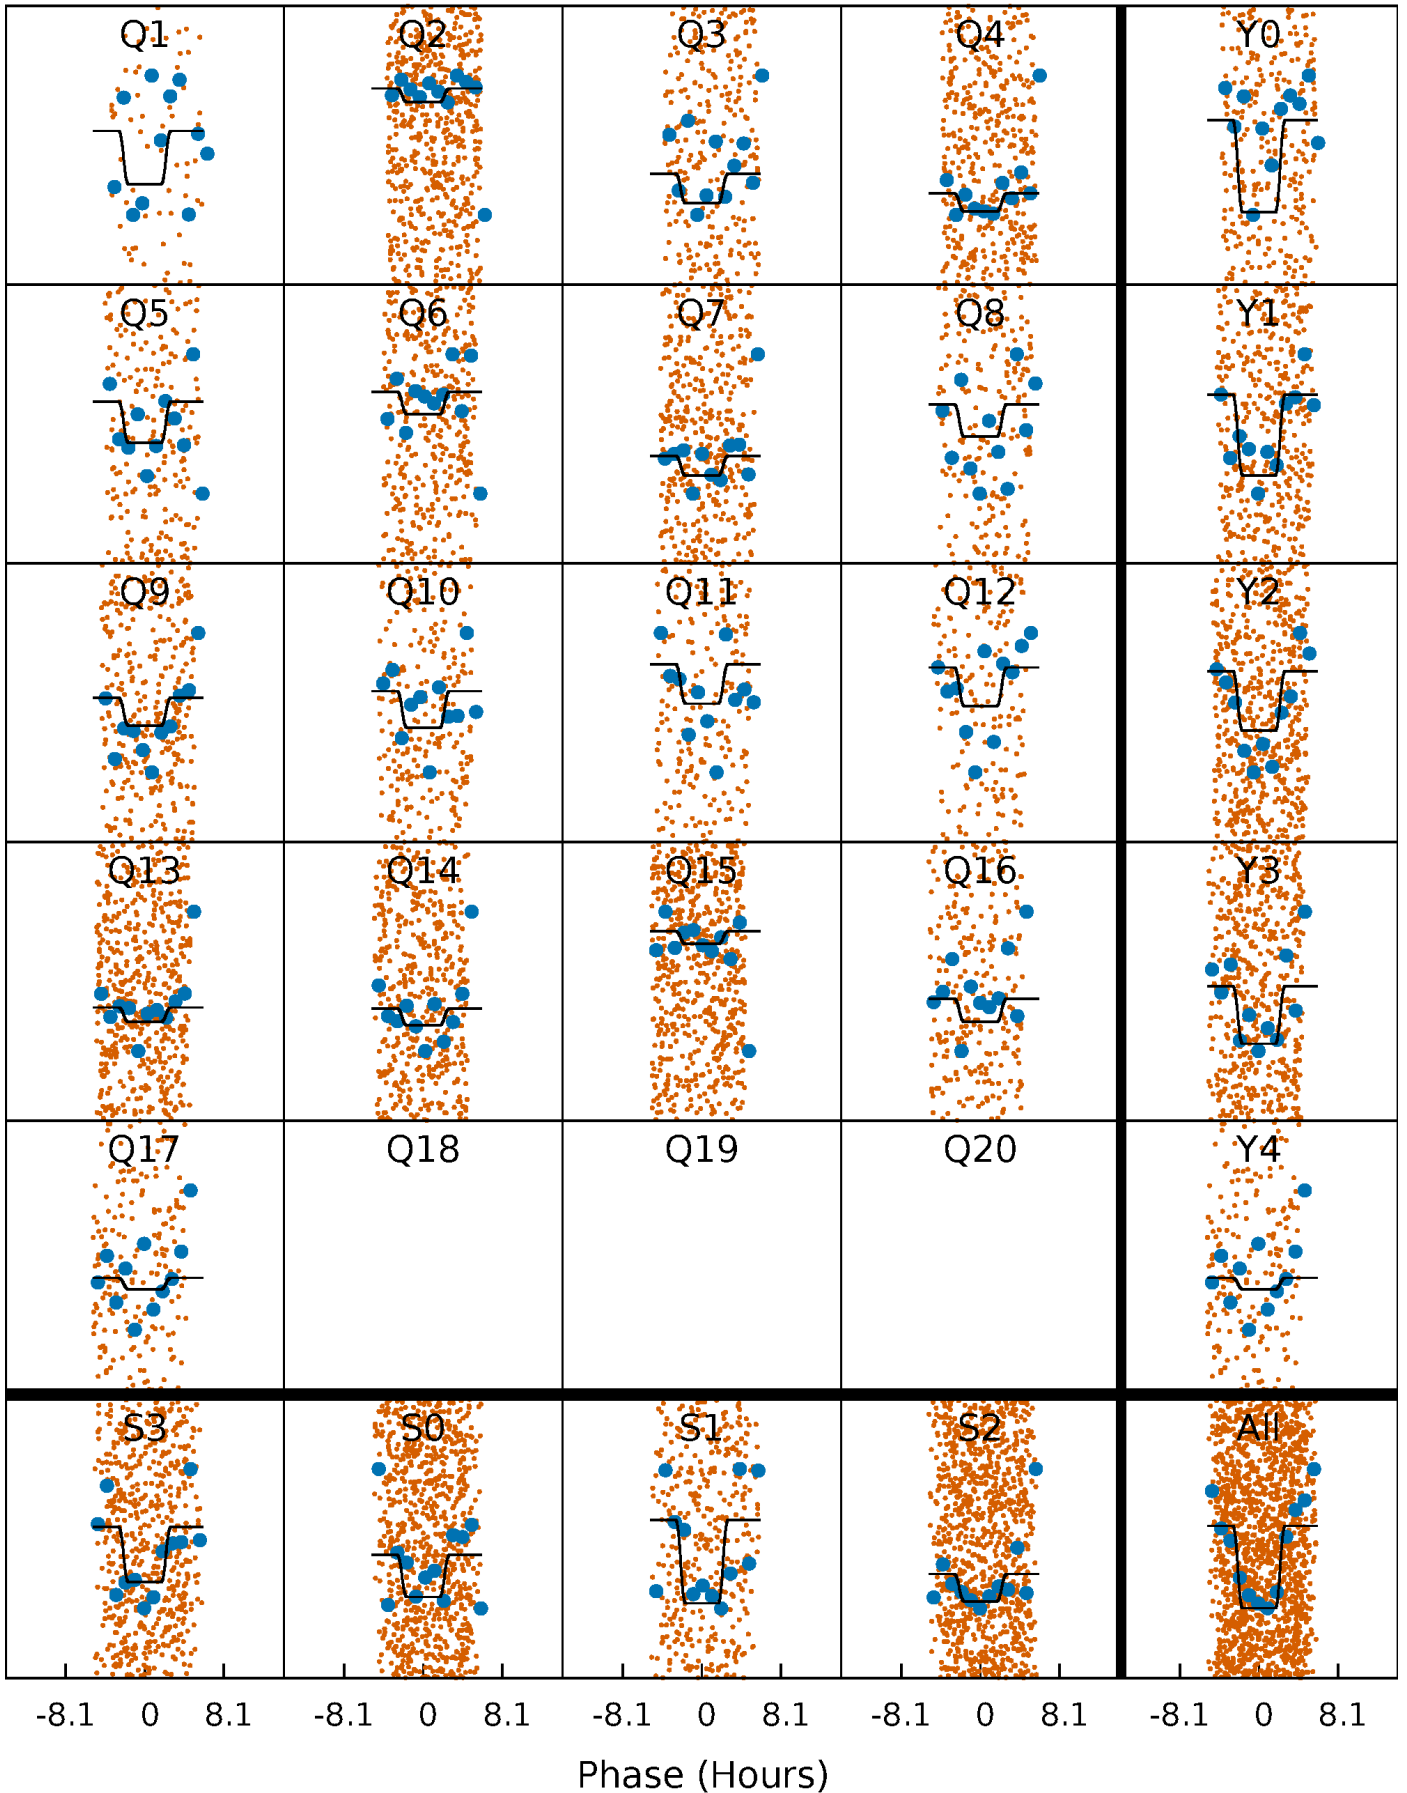 Q1 Q2 Q3 Q4 Y0
Q5 Q6 Q7 Q8 Y1
Q9 Q10 Q11 Q12 Y2
Q13 Q14 Q15 Q16 Y3
Q17 Q18 Q19 Q20 Y4
S3 S0 S1 S2 All
-8.1 0 8.1 -8.1 0 8.1 -8.1 0 8.1 -8.1 0 8.1 -8.1 0 8.1
Phase (Hours)